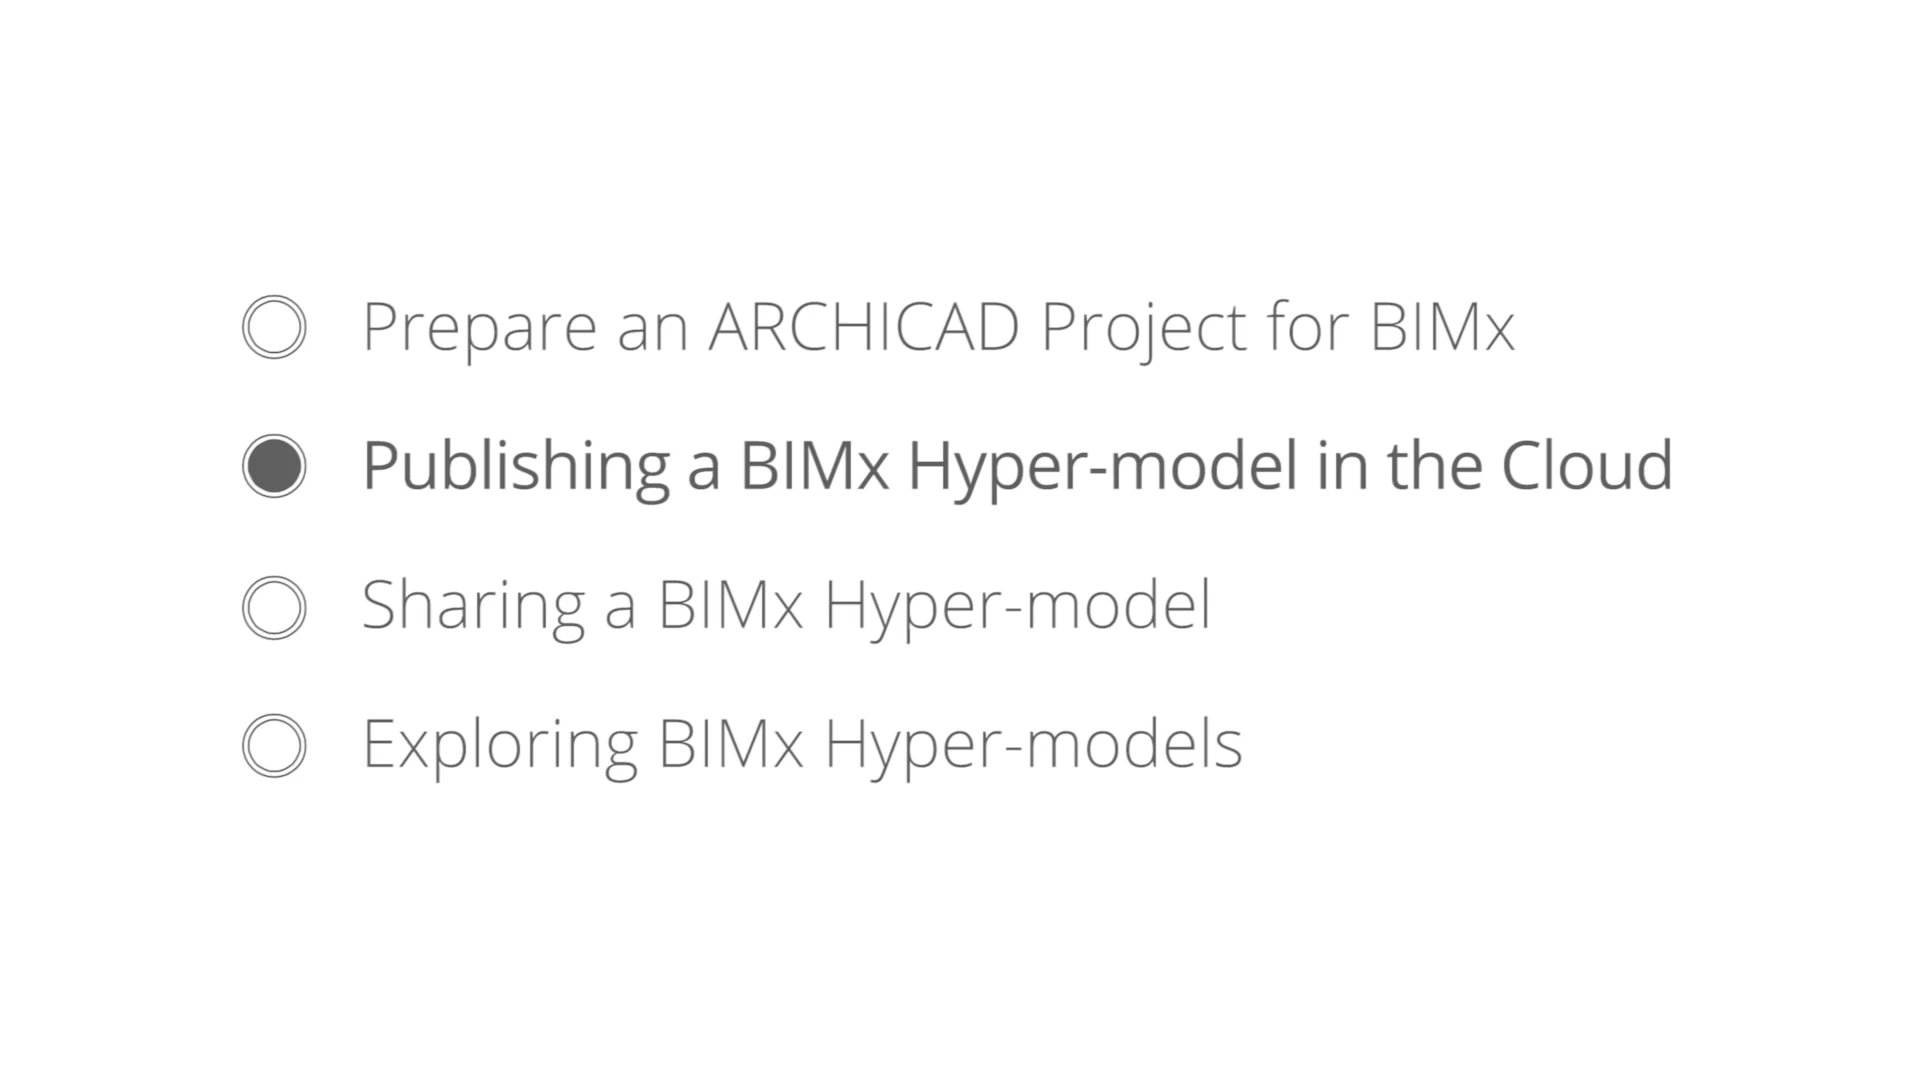 Prepare an ARCHICAD Project for BIMx
Publishing a BIMx Hyper-model in the Cloud
Sharing a BIMx Hyper-model
Exploring BIMx Hyper-models